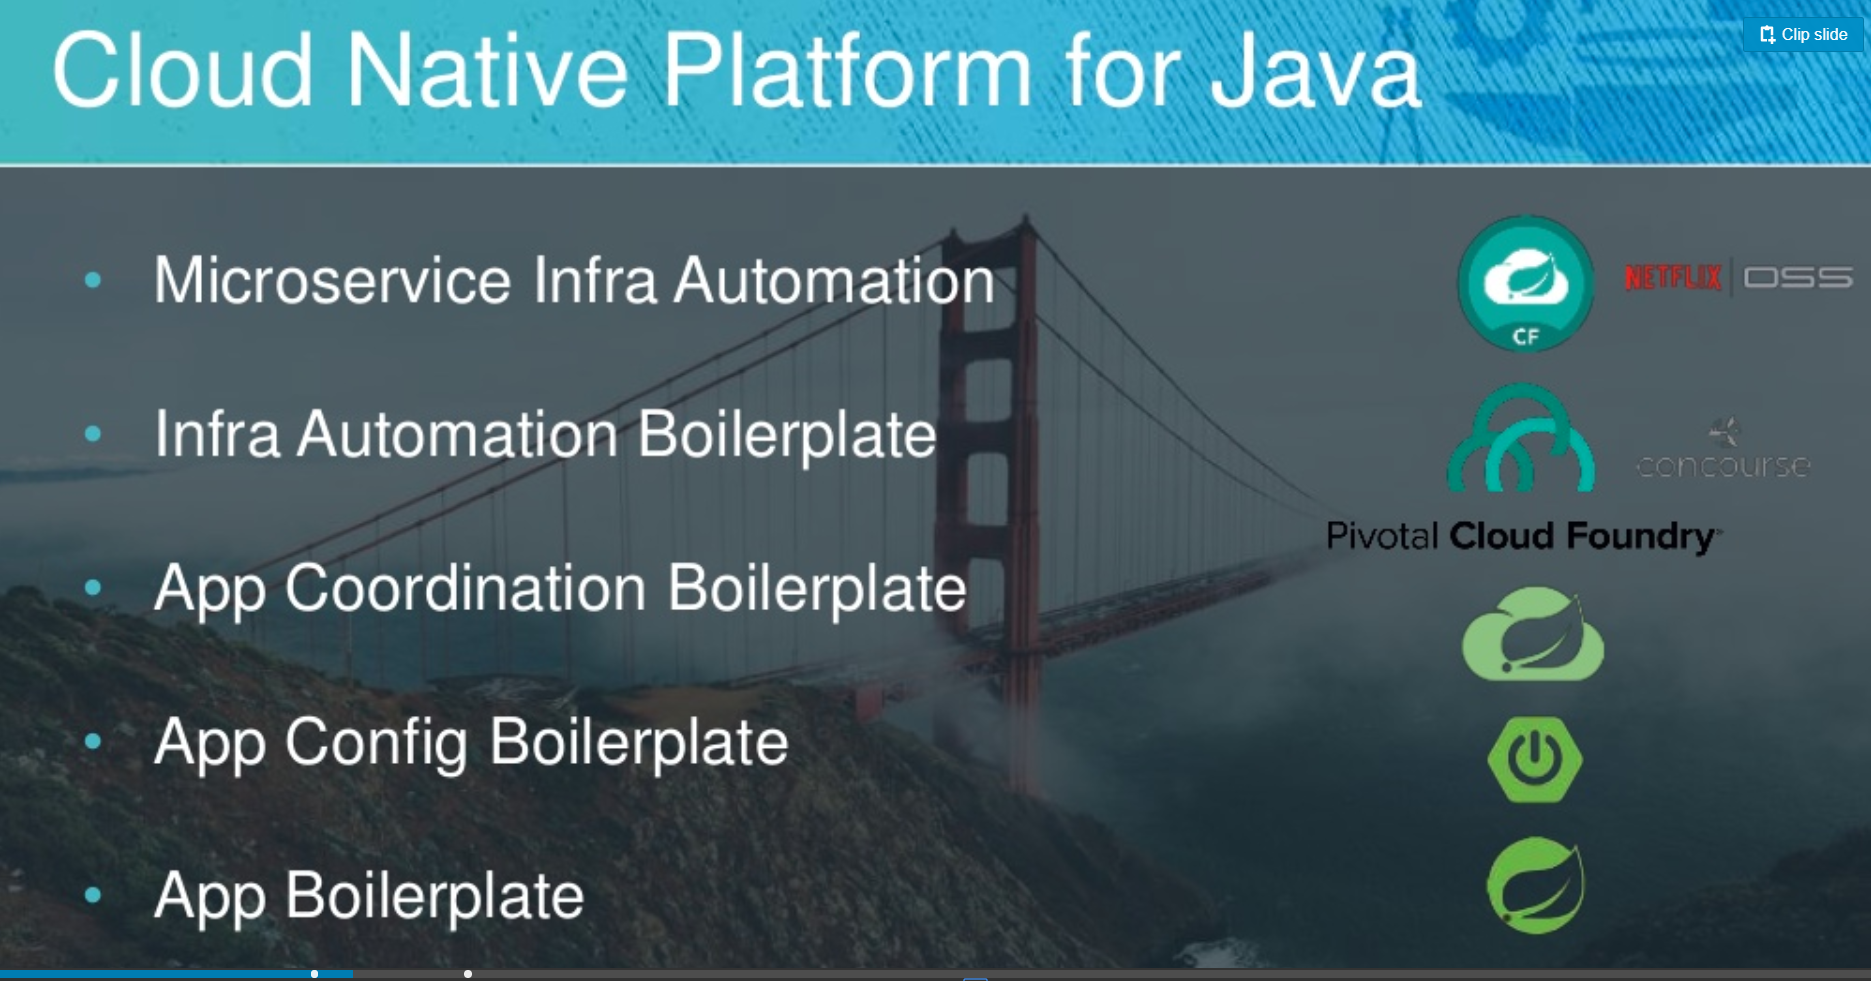 Cloud Native Platform for Java
Clip slide
Microservice Infra Automation
CF
NETFLIX | OSS
Infra Automation Boilerplate
concourse
Pivotal Cloud Foundry
App Coordination Boilerplate
App Config Boilerplate
App Boilerplate